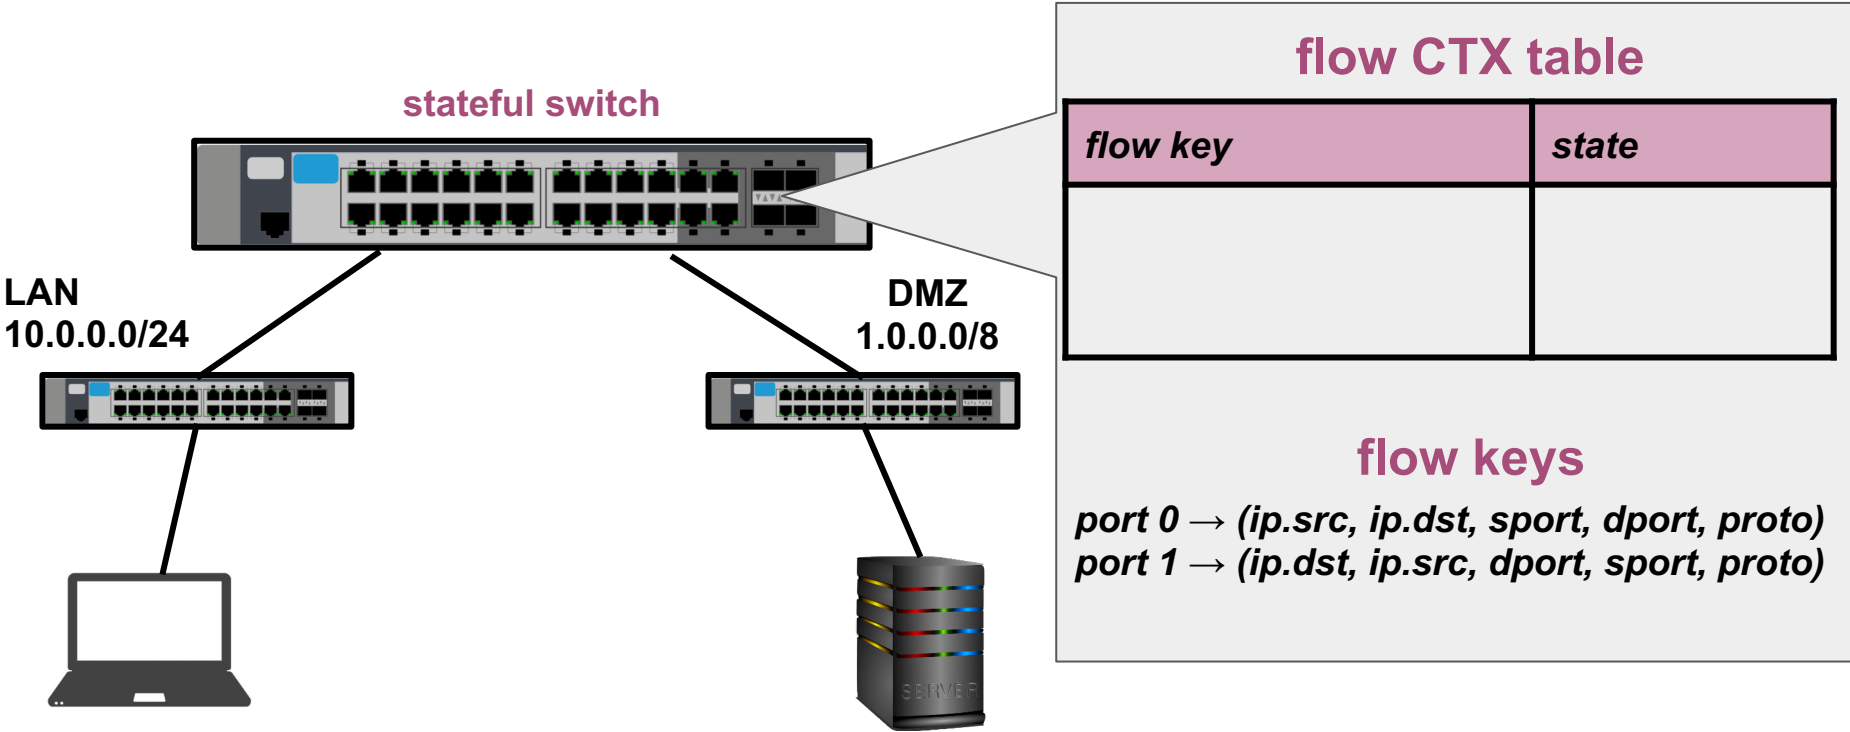 stateful switch
LAN
10.0.0.0/24
DMZ
1.0.0.0/8
SERVER
flow CTX table
flow key
state
flow keys
port 0 → (ip.src, ip.dst, sport, dport, proto)
port 1 → (ip.dst, ip.src, dport, sport, proto)